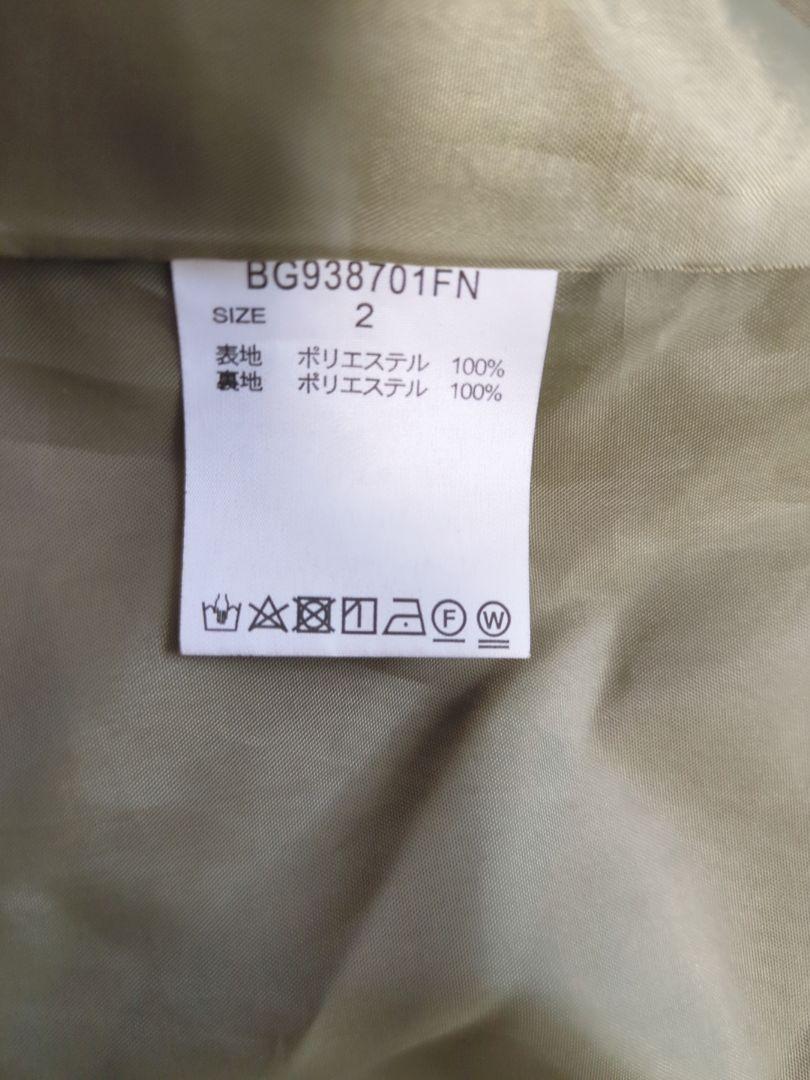 BG938701FN
SIZE 2
表地 ポリエステル 100%
裏地 ポリエステル 100%
F W